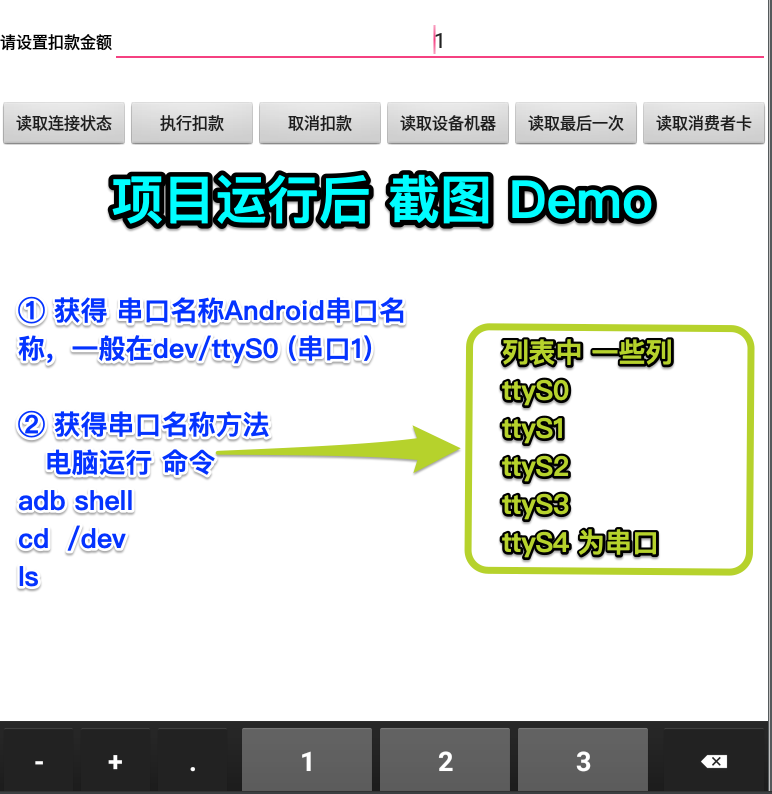 请设置扣款金额 1
读取连接状态 执行扣款 取消扣款 读取设备机器 读取最后一次 读取消费者卡
项目运行后 截图 Demo
① 获得 串口名称Android串口名
称，一般在dev/ttyS0 (串口1)
② 获得串口名称方法
电脑运行 命令
adb shell
cd /dev
ls
列表中 一些列
ttyS0
ttyS1
ttyS2
ttyS3
ttyS4 为串口
- + . 1 2 3